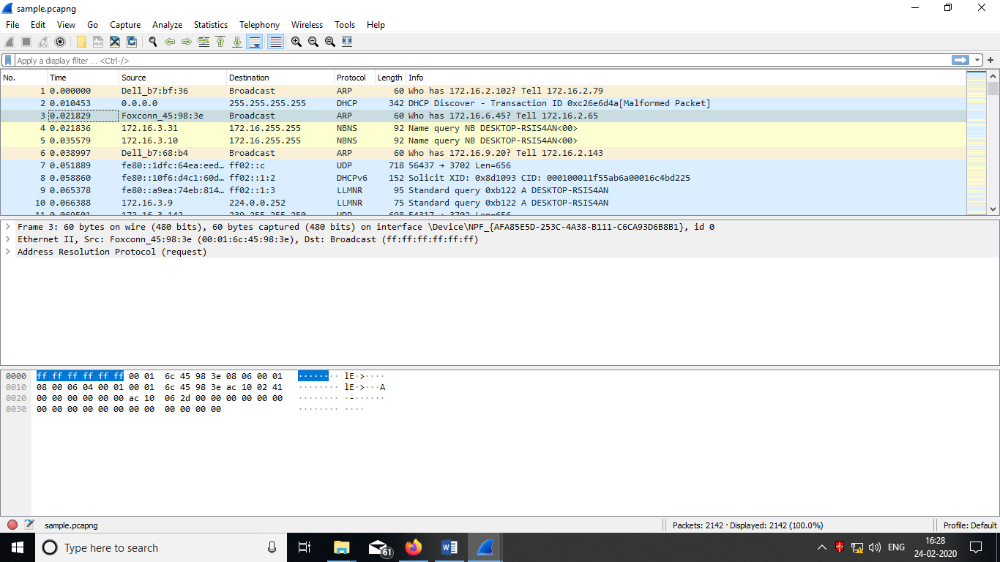 sample.pcapng
File Edit View Go Capture Analyze Statistics Telephony Wireless Tools Help
Apply a display filter ... <Ctrl-/>
No. Time Source Destination Protocol Length Info
1 0.000000 Dell_b7:bf:36 Broadcast ARP 60 Who has 172.16.2.102? Tell 172.16.2.79
2 0.010453 0.0.0.0 255.255.255.255 DHCP 342 DHCP Discover - Transaction ID 0xc26e6d4a[Malformed Packet]
3 0.021829 Foxconn_45:98:3e Broadcast ARP 60 Who has 172.16.6.45? Tell 172.16.2.65
4 0.021836 172.16.3.31 172.16.255.255 NBNS 92 Name query NB DESKTOP-RSIS4AN<00>
5 0.035579 172.16.3.10 172.16.255.255 NBNS 92 Name query NB DESKTOP-RSIS4AN<00>
6 0.038997 Dell_b7:68:b4 Broadcast ARP 60 Who has 172.16.9.20? Tell 172.16.2.143
7 0.051889 fe80::1dfc:64ea:eed… ff02::c UDP 718 56437 → 3702 Len=656
8 0.058860 fe80::10f6:d4c1:60d… ff02::1:2 DHCPv6 152 Solicit XID: 0x8d1093 CID: 000100011f55ab6a00016c4bd225
9 0.065378 fe80::a9ea:74eb:814… ff02::1:3 LLMNR 95 Standard query 0xb122 A DESKTOP-RSIS4AN
10 0.066388 172.16.3.9 224.0.0.252 LLMNR 75 Standard query 0xb122 A DESKTOP-RSIS4AN
11 0.069501 172.16.3.142 239.255.255.250 UDP 698 54317 → 3702 Len=656
Frame 3: 60 bytes on wire (480 bits), 60 bytes captured (480 bits) on interface \Device\NPF_{AFA85E5D-253C-4A38-B111-C6CA93D6B8B1}, id 0
Ethernet II, Src: Foxconn_45:98:3e (00:01:6c:45:98:3e), Dst: Broadcast (ff:ff:ff:ff:ff:ff)
Address Resolution Protocol (request)
0000 ff ff ff ff ff ff 00 01 6c 45 98 3e 08 06 00 01 ········ lE·>····
0010 08 00 06 04 00 01 00 01 6c 45 98 3e ac 10 02 41 ········ lE·>···A
0020 00 00 00 00 00 00 ac 10 06 2d 00 00 00 00 00 00 ········ ·-······
0030 00 00 00 00 00 00 00 00 00 00 00 00 ········ ····
sample.pcapng Packets: 2142 · Displayed: 2142 (100.0%) Profile: Default
Type here to search 61 ENG 16:28
24-02-2020